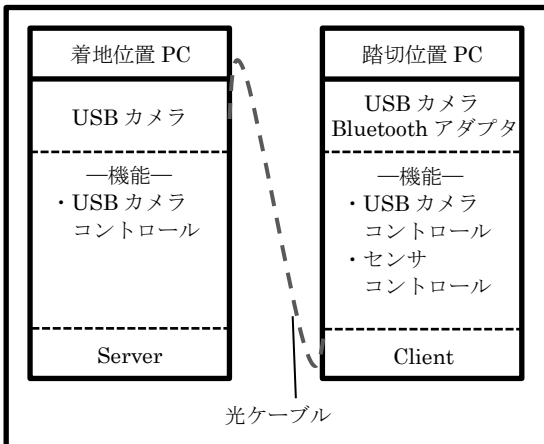 着地位置 PC
USB カメラ
―機能―
・USB カメラ
コントロール
Server
踏切位置 PC
USB カメラ
Bluetooth アダプタ
―機能―
・USB カメラ
コントロール
・センサ
コントロール
Client
光ケーブル